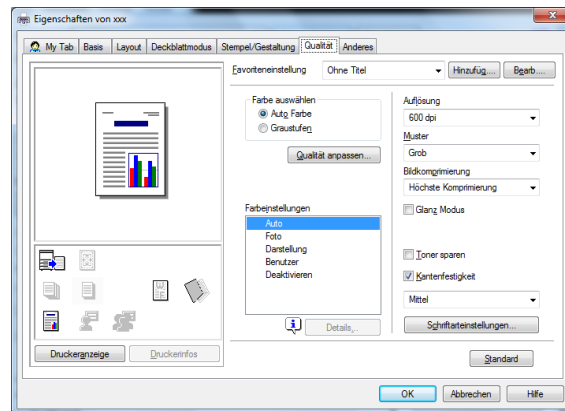 Eigenschaften von xxx
My Tab Basis Layout Deckblattmodus Stempel/Gestaltung Qualität Anderes
Favoriteneinstellung Ohne Titel Hinzufüg.... Bearb....
Farbe auswählen
Auto Farbe
Graustufen
Qualität anpassen...
Farbeinstellungen
Auto
Foto
Darstellung
Benutzer
Deaktivieren
Details...
Auflösung
600 dpi
Muster
Grob
Bildkomprimierung
Höchste Komprimierung
Glanz Modus
Toner sparen
Kantenfestigkeit
Mittel
Schriftarteinstellungen...
Druckeranzeige Druckerinfos
Standard
OK Abbrechen Hilfe